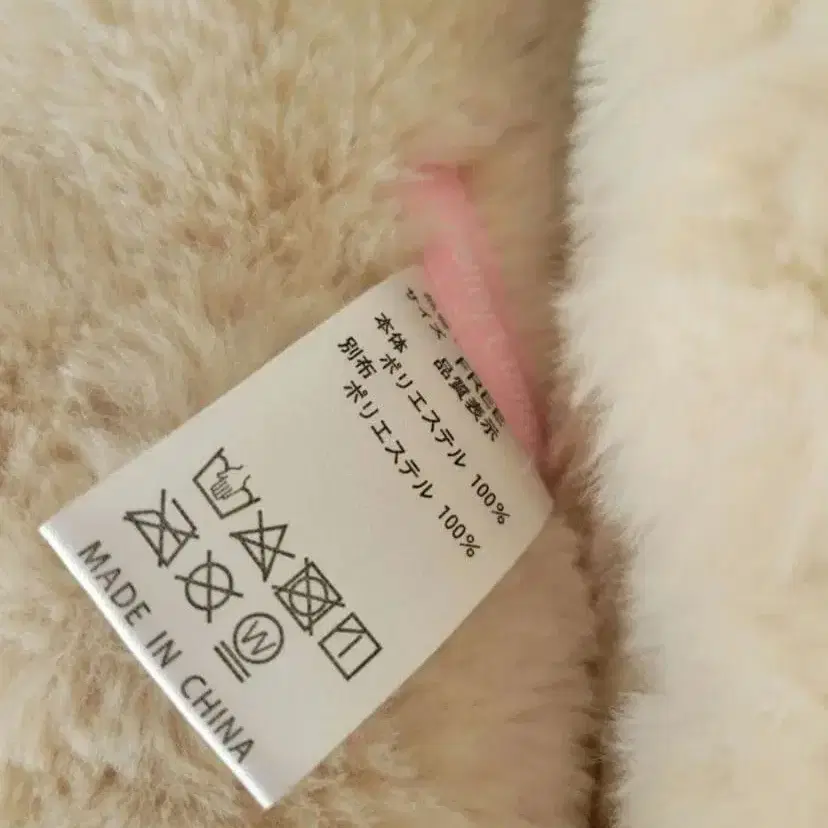 サイズ FREE
品質表示
本体 ポリエステル 100%
別布
ポリエステル 100%
MADE IN CHINA